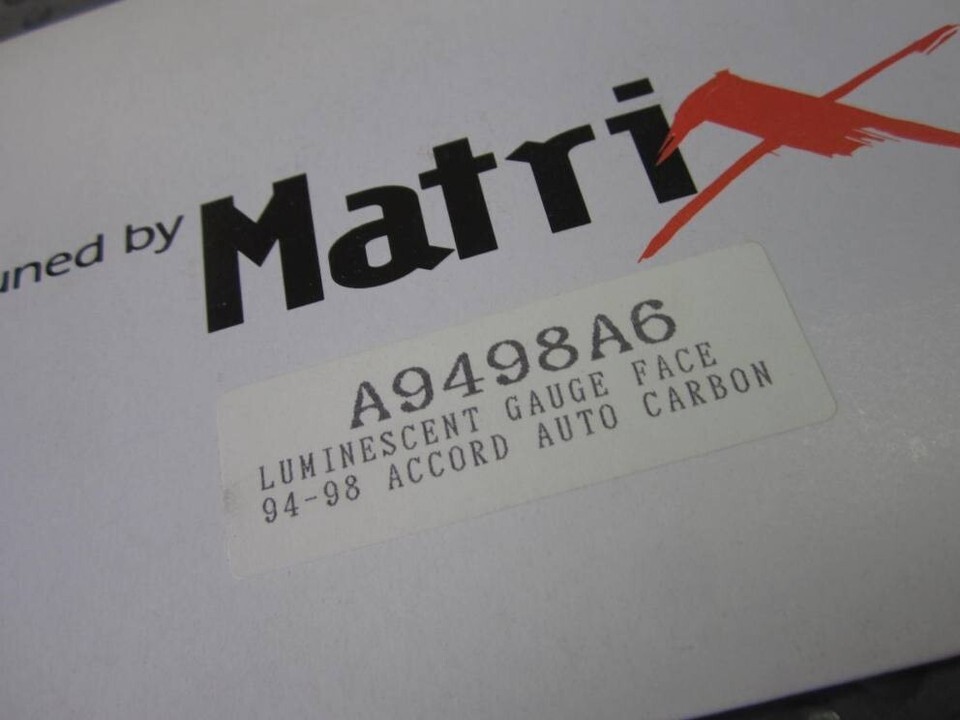 uned by MatriX
A9498A6
LUMINESCENT GAUGE FACE
94-98 ACCORD AUTO CARBON